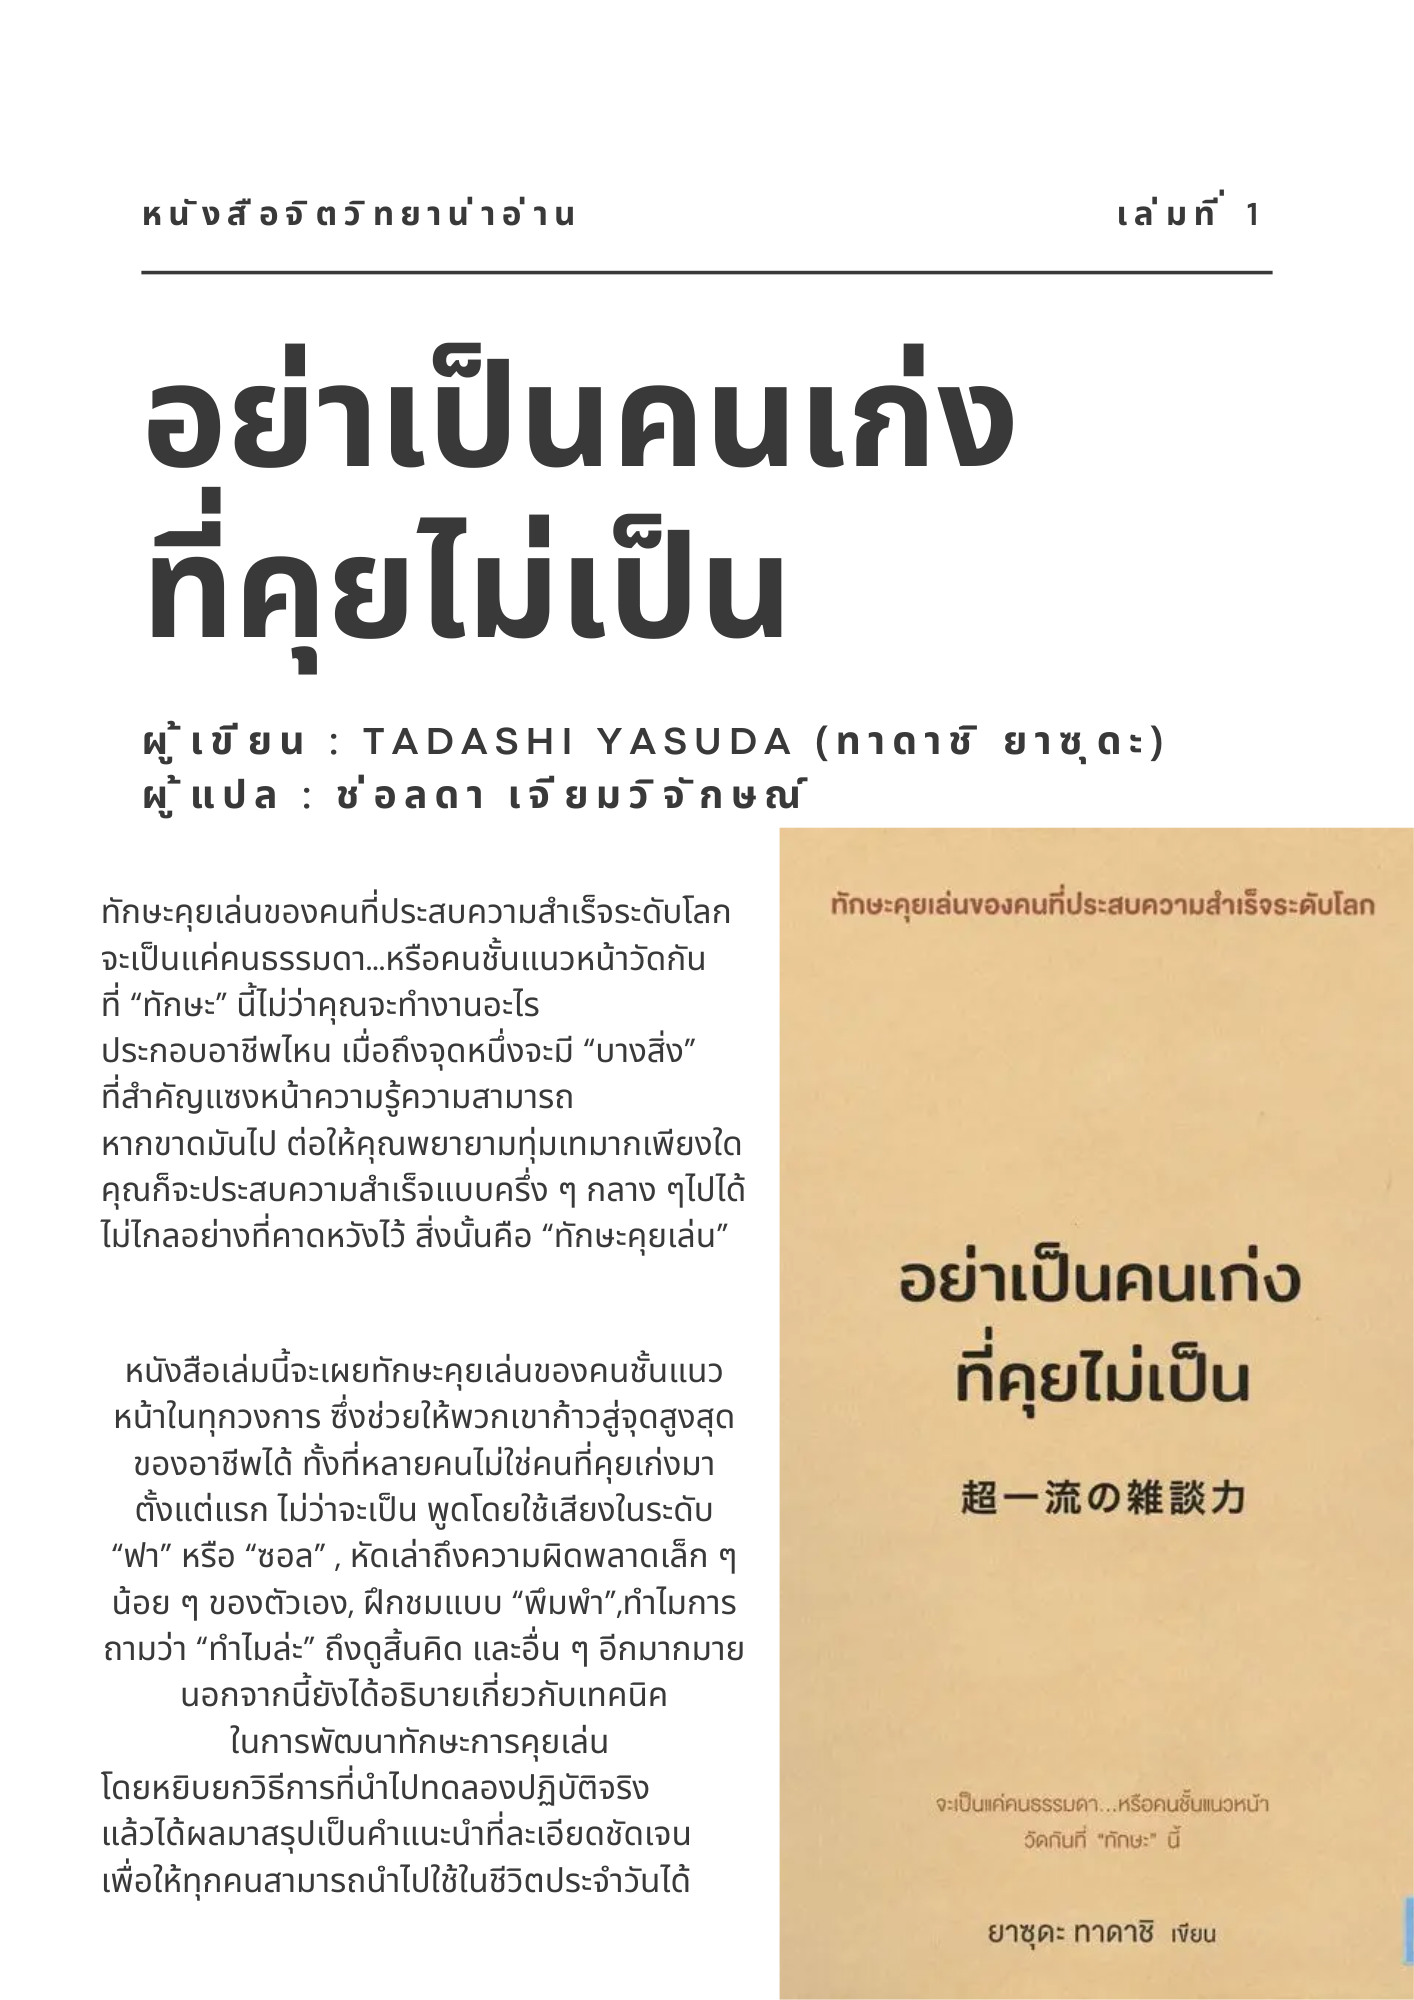 หนังสือจิตวิทยาน่าอ่าน
เล่มที่ 1
อย่าเป็นคนเก่ง
ที่คุยไม่เป็น
ผู้เขียน : TADASHI YASUDA (ทาดาชิ ยาซุดะ)
ผู้แปล : ช่อลดา เจียมวิจักษณ์
ทักษะคุยเล่นของคนที่ประสบความสำเร็จระดับโลก
จะเป็นแค่คนธรรมดา...หรือคนชั้นแนวหน้าวัดกัน
ที่ “ทักษะ” นี้ไม่ว่าคุณจะทำงานอะไร
ประกอบอาชีพไหน เมื่อถึงจุดหนึ่งจะมี “บางสิ่ง”
ที่สำคัญแซงหน้าความรู้ความสามารถ
หากขาดมันไป ต่อให้คุณพยายามทุ่มเทมากเพียงใด
คุณก็จะประสบความสำเร็จแบบครึ่ง ๆ กลาง ๆไปได้
ไม่ไกลอย่างที่คาดหวังไว้ สิ่งนั้นคือ “ทักษะคุยเล่น”
หนังสือเล่มนี้จะเผยทักษะคุยเล่นของคนชั้นแนว
หน้าในทุกวงการ ซึ่งช่วยให้พวกเขาก้าวสู่จุดสูงสุด
ของอาชีพได้ ทั้งที่หลายคนไม่ใช่คนที่คุยเก่งมา
ตั้งแต่แรก ไม่ว่าจะเป็น พูดโดยใช้เสียงในระดับ
“ฟา” หรือ “ซอล” , หัดเล่าถึงความผิดพลาดเล็ก ๆ
น้อย ๆ ของตัวเอง, ฝึกชมแบบ “พึมพำ”,ทำไมการ
ถามว่า “ทำไมล่ะ” ถึงดูสิ้นคิด และอื่น ๆ อีกมากมาย
นอกจากนี้ยังได้อธิบายเกี่ยวกับเทคนิค
ในการพัฒนาทักษะการคุยเล่น
โดยหยิบยกวิธีการที่นำไปทดลองปฏิบัติจริง
แล้วได้ผลมาสรุปเป็นคำแนะนำที่ละเอียดชัดเจน
เพื่อให้ทุกคนสามารถนำไปใช้ในชีวิตประจำวันได้
ทักษะคุยเล่นของคนที่ประสบความสำเร็จระดับโลก
อย่าเป็นคนเก่ง
ที่คุยไม่เป็น
超一流の雑談力
จะเป็นแค่คนธรรมดา...หรือคนชั้นแนวหน้า
วัดกันที่ “ทักษะ” นี้
ยาซุดะ ทาดาชิ เขียน